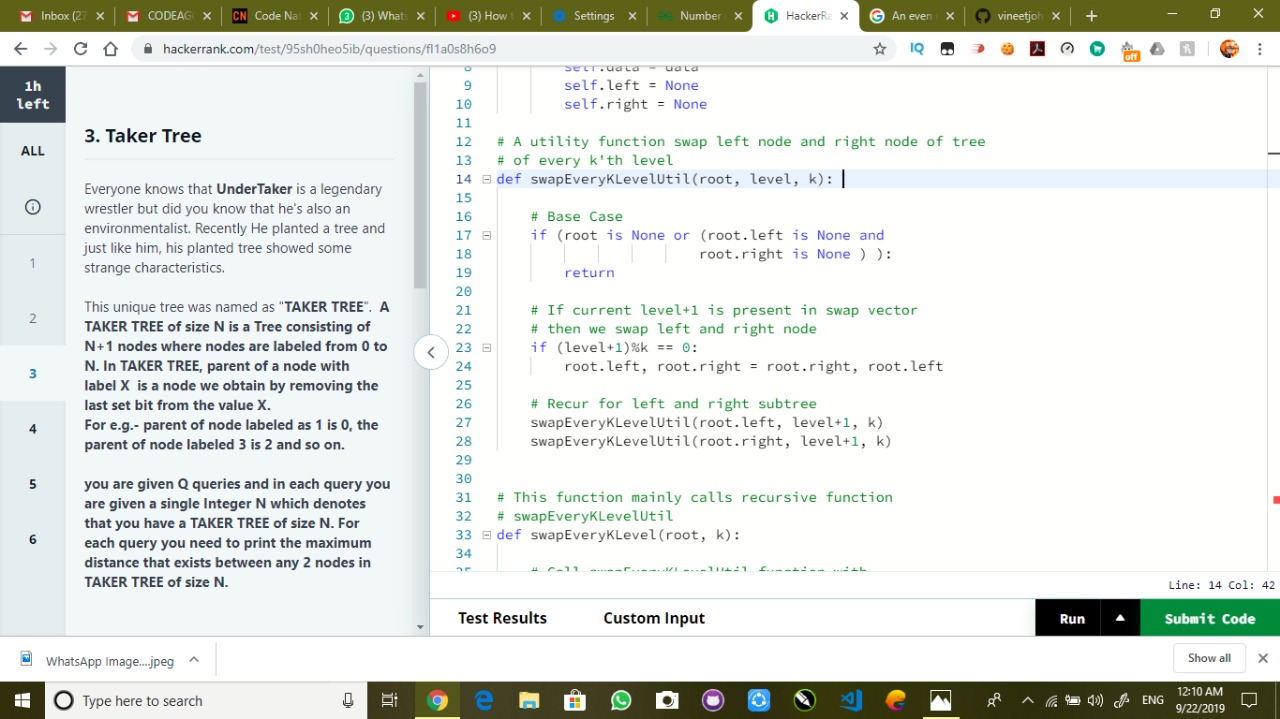 Inbox (27
CODEAG
Code Na
(3) Whats
(3) How t
Settings
Number
HackerRa
An even
vineetjoh
hackerrank.com/test/95sh0heo5ib/questions/fl1a0s8h6o9
IQ
off
1h
left
ALL
1
2
3
4
5
6
3. Taker Tree
Everyone knows that UnderTaker is a legendary
wrestler but did you know that he's also an
environmentalist. Recently He planted a tree and
just like him, his planted tree showed some
strange characteristics.
This unique tree was named as "TAKER TREE". A
TAKER TREE of size N is a Tree consisting of
N+1 nodes where nodes are labeled from 0 to
N. In TAKER TREE, parent of a node with
label X is a node we obtain by removing the
last set bit from the value X.
For e.g.- parent of node labeled as 1 is 0, the
parent of node labeled 3 is 2 and so on.
you are given Q queries and in each query you
are given a single Integer N which denotes
that you have a TAKER TREE of size N. For
each query you need to print the maximum
distance that exists between any 2 nodes in
TAKER TREE of size N.
8 self.data = data
9 self.left = None
10 self.right = None
11
12 # A utility function swap left node and right node of tree
13 # of every k'th level
14 def swapEveryKLevelUtil(root, level, k):
15
16 # Base Case
17 if (root is None or (root.left is None and
18 root.right is None ) ):
19 return
20
21 # If current level+1 is present in swap vector
22 # then we swap left and right node
23 if (level+1)%k == 0:
24 root.left, root.right = root.right, root.left
25
26 # Recur for left and right subtree
27 swapEveryKLevelUtil(root.left, level+1, k)
28 swapEveryKLevelUtil(root.right, level+1, k)
29
30
31 # This function mainly calls recursive function
32 # swapEveryKLevelUtil
33 def swapEveryKLevel(root, k):
34
35 # Call swapEveryKLevelUtil function with
Line: 14 Col: 42
Test Results
Custom Input
Run
Submit Code
WhatsApp Image....jpeg
Show all
Type here to search
ENG
12:10 AM
9/22/2019